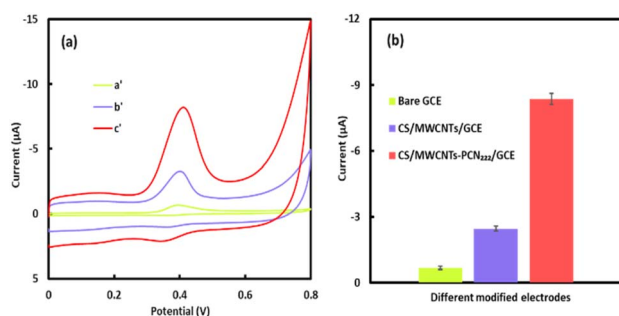 (a)
-15
-10
-5
0
5
Current (µA)
a'
b'
c'
0
0.2
0.4
0.6
0.8
Potential (V)
(b)
-12
-9
-6
-3
0
Current (µA)
Bare GCE
CS/MWCNTs/GCE
CS/MWCNTs-PCN₂₂₂/GCE
Different modified electrodes